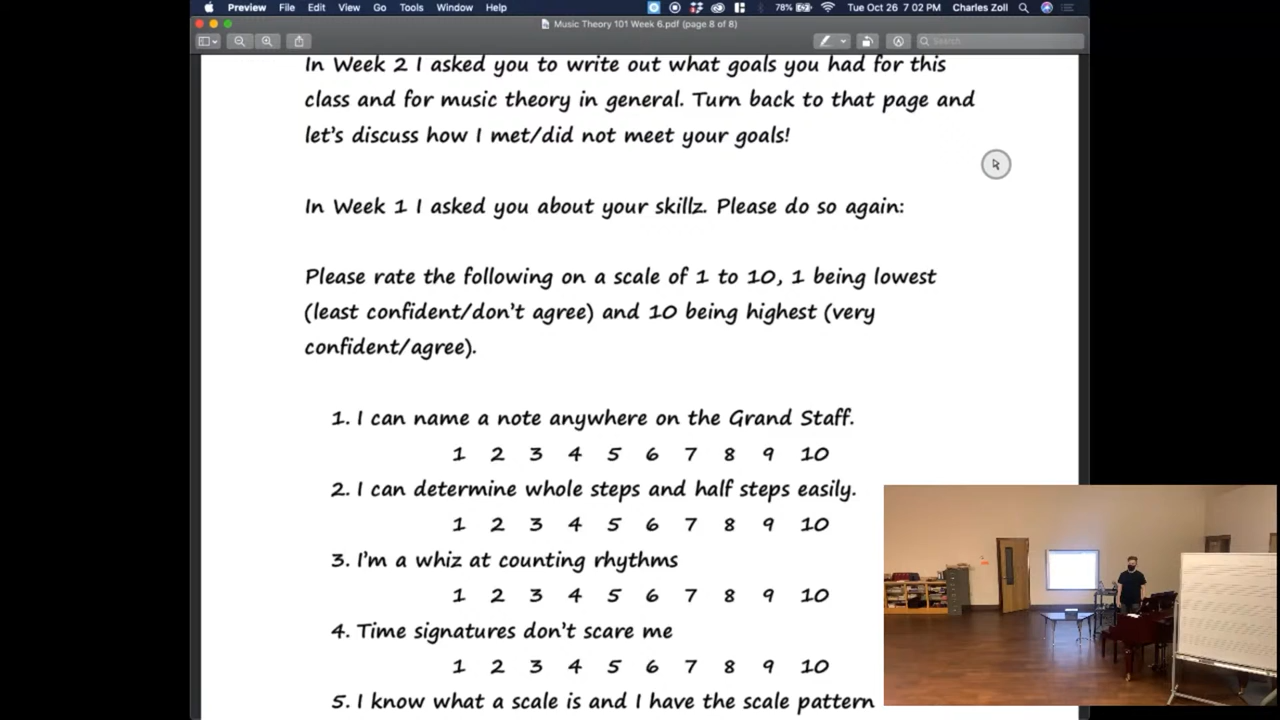 Preview File Edit View Go Tools Window Help 78% Tue Oct 26 7 02 PM Charles Zoll
Music Theory 101 Week 6.pdf (page 8 of 8)
Search
In Week 2 I asked you to write out what goals you had for this
class and for music theory in general. Turn back to that page and
let's discuss how I met/did not meet your goals!
In Week 1 I asked you about your skillz. Please do so again:
Please rate the following on a scale of 1 to 10, 1 being lowest
(least confident/don't agree) and 10 being highest (very
confident/agree).
1. I can name a note anywhere on the Grand Staff.
1 2 3 4 5 6 7 8 9 10
2. I can determine whole steps and half steps easily.
1 2 3 4 5 6 7 8 9 10
3. I'm a whiz at counting rhythms
1 2 3 4 5 6 7 8 9 10
4. Time signatures don't scare me
1 2 3 4 5 6 7 8 9 10
5. I know what a scale is and I have the scale pattern